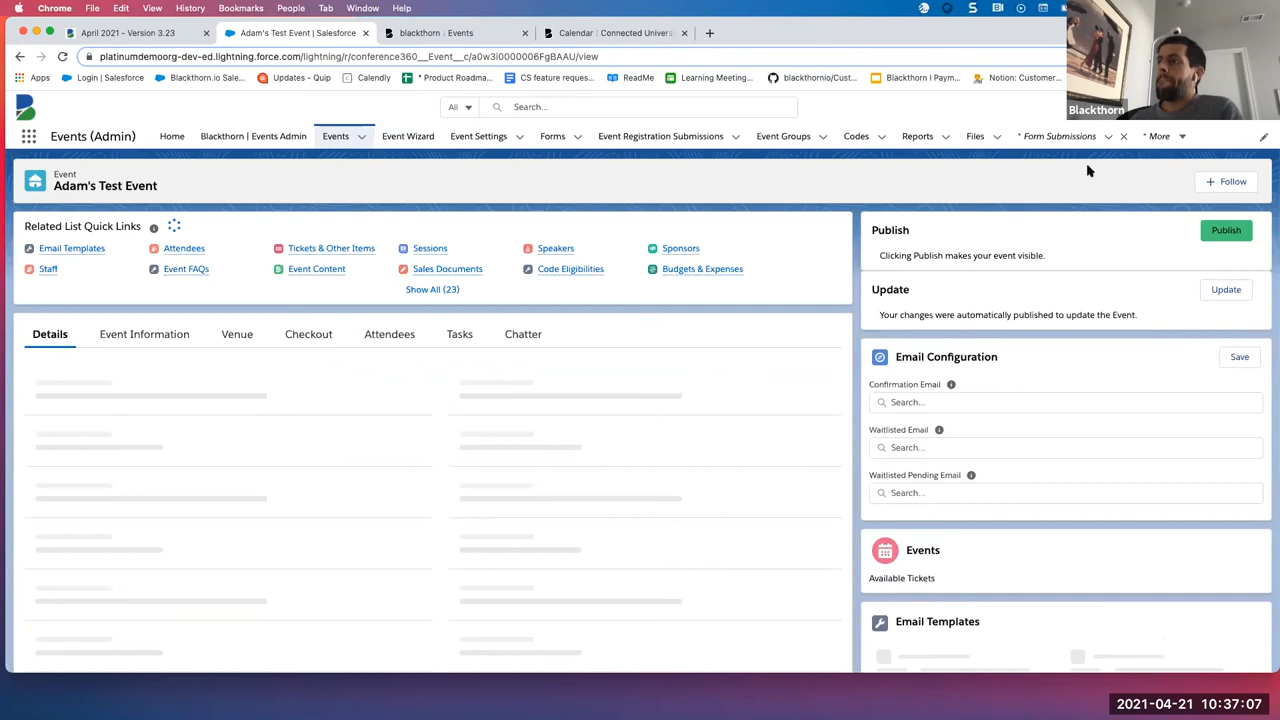 Chrome File Edit View History Bookmarks People Tab Window Help
April 2021 - Version 3.23
Adam's Test Event | Salesforce
blackthorn | Events
Calendar | Connected Univers
platinumdemoorg-dev-ed.lightning.force.com/lightning/r/conference360__Event__c/a0w3i0000006FgBAAU/view
Apps Login | Salesforce Blackthorn.io Sale... Updates - Quip Calendly * Product Roadma... CS feature reques... ReadMe Learning Meeting... blackthornio/Cust... Blackthorn | Paym... Notion: Customer...
All Search...
Blackthorn
Events (Admin) Home Blackthorn | Events Admin Events Event Wizard Event Settings Forms Event Registration Submissions Event Groups Codes Reports Files * Form Submissions * More
Event
Adam's Test Event
Follow
Related List Quick Links
Email Templates Attendees Tickets & Other Items Sessions Speakers Sponsors
Staff Event FAQs Event Content Sales Documents Code Eligibilities Budgets & Expenses
Show All (23)
Details Event Information Venue Checkout Attendees Tasks Chatter
Publish Publish
Clicking Publish makes your event visible.
Update Update
Your changes were automatically published to update the Event.
Email Configuration Save
Confirmation Email
Search...
Waitlisted Email
Search...
Waitlisted Pending Email
Search...
Events
Available Tickets
Email Templates
2021-04-21 10:37:07